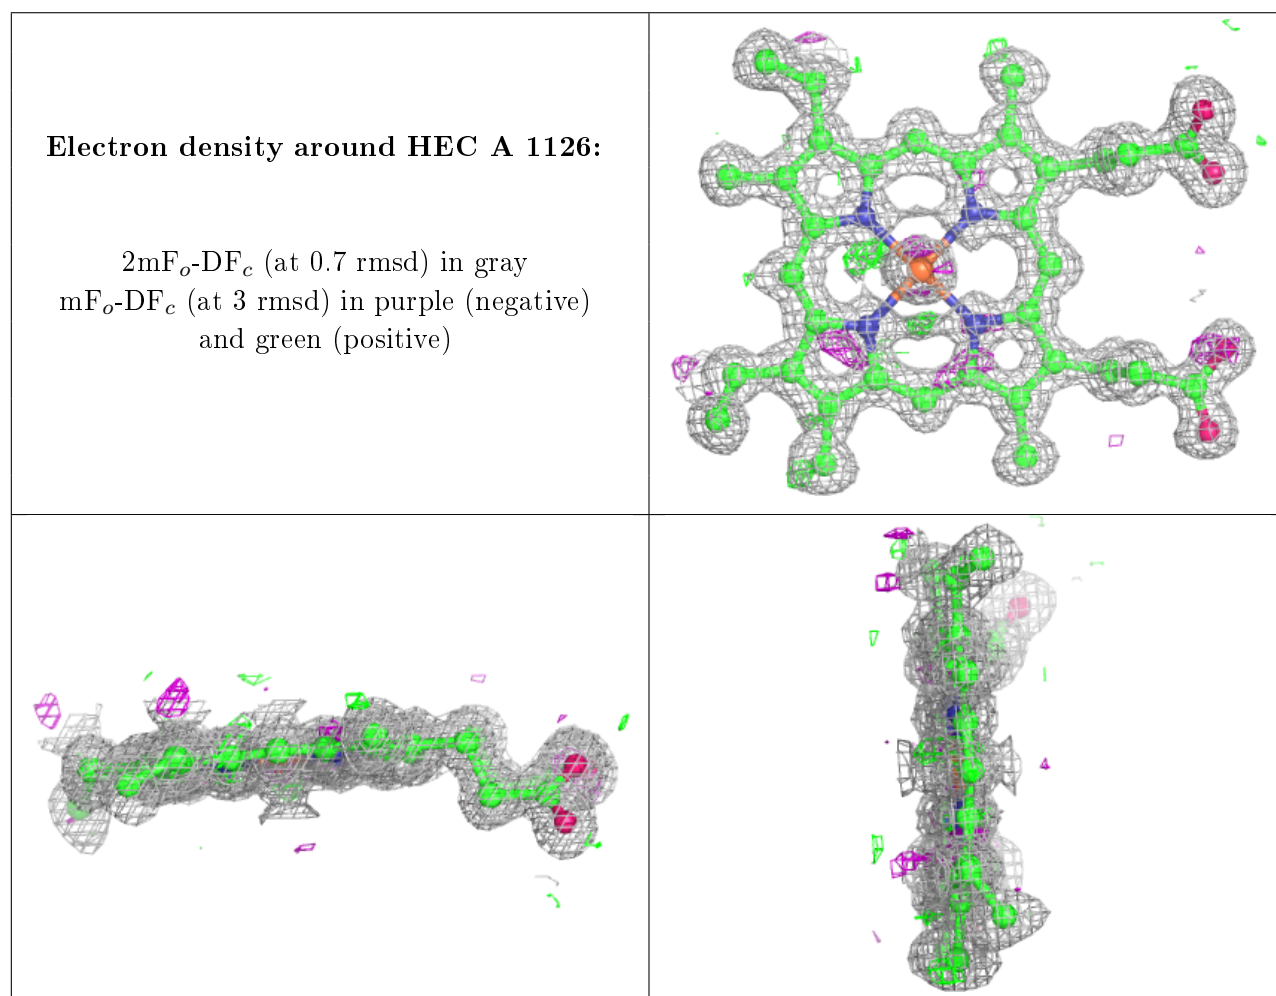 Electron density around HEC A 1126:
2mFₒ-DF𝒸 (at 0.7 rmsd) in gray
mFₒ-DF𝒸 (at 3 rmsd) in purple (negative)
and green (positive)